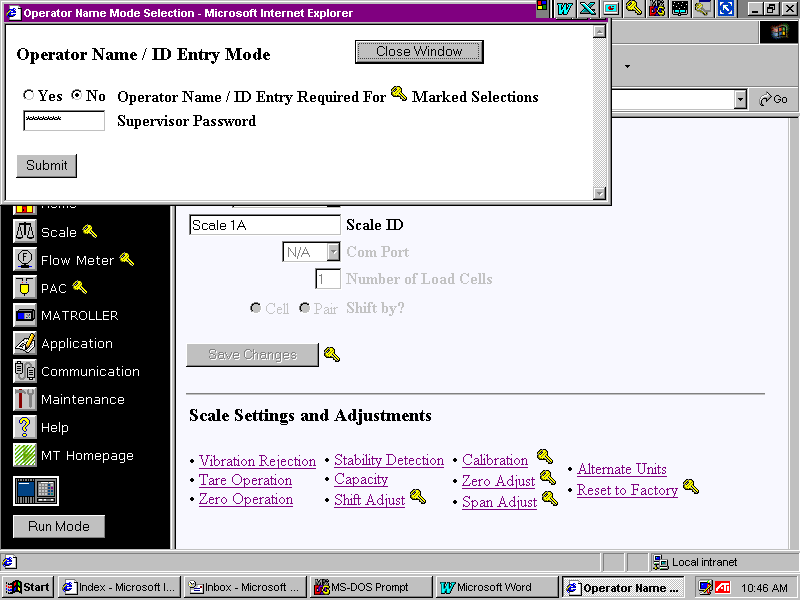 Operator Name Mode Selection - Microsoft Internet Explorer
Operator Name / ID Entry Mode
Close Window
Yes No Operator Name / ID Entry Required For Marked Selections
******** Supervisor Password
Submit
Go
Home
Scale
Flow Meter
PAC
MATROLLER
Application
Communication
Maintenance
Help
MT Homepage
Run Mode
Scale 1A Scale ID
N/A Com Port
1 Number of Load Cells
Cell Pair Shift by?
Save Changes
Scale Settings and Adjustments
• Vibration Rejection
• Tare Operation
• Zero Operation
• Stability Detection
• Capacity
• Shift Adjust
• Calibration
• Zero Adjust
• Span Adjust
• Alternate Units
• Reset to Factory
Local intranet
Start
Index - Microsoft I...
Inbox - Microsoft ...
MS-DOS Prompt
Microsoft Word
Operator Name ...
10:46 AM